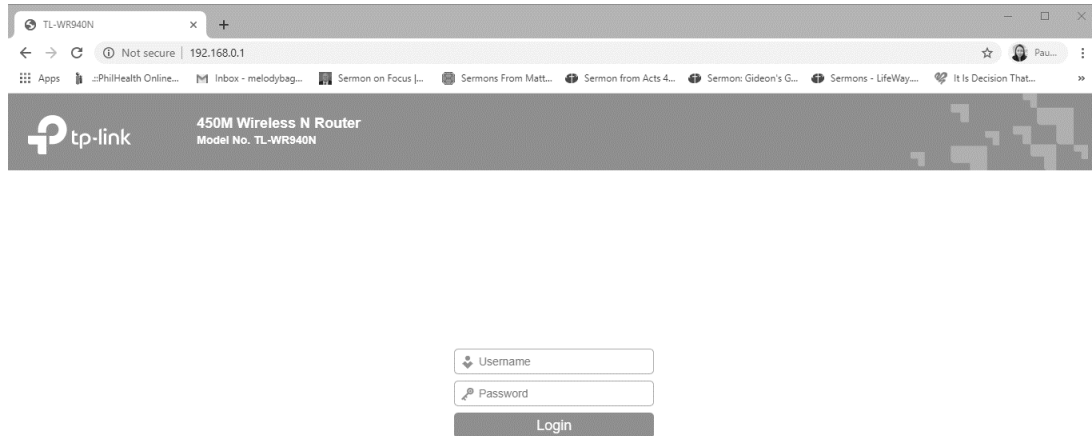 TL-WR940N
Not secure | 192.168.0.1 Pau...
Apps .::PhilHealth Online... Inbox - melodybag... Sermon on Focus |... Sermons From Matt... Sermon from Acts 4... Sermon: Gideon's G... Sermons - LifeWay.... It Is Decision That... »
tp-link
450M Wireless N Router
Model No. TL-WR940N
Username
Password
Login